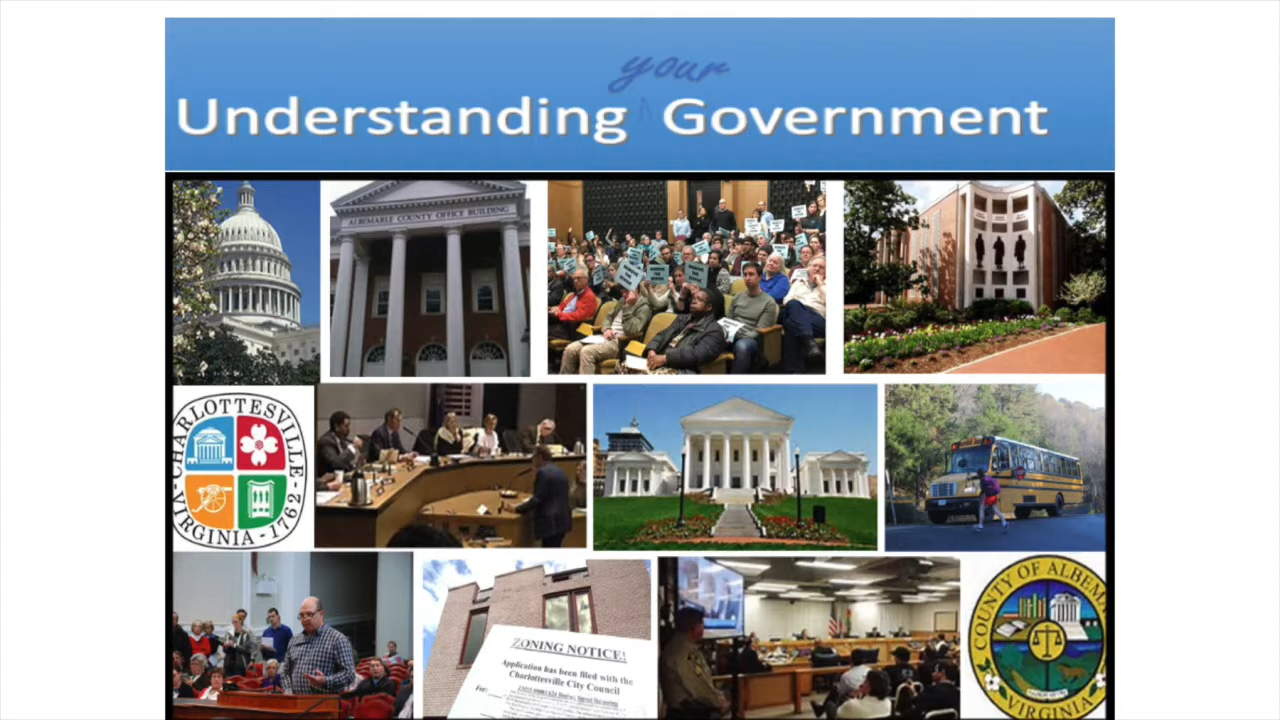 your
Understanding Government
ALBEMARLE COUNTY OFFICE BUILDING
CHARLOTTESVILLE
VIRGINIA - 1762
ZONING NOTICE!
Application has been filed with the
Charlottesville City Council
For:
COUNTY OF ALBEM
VIRGINIA